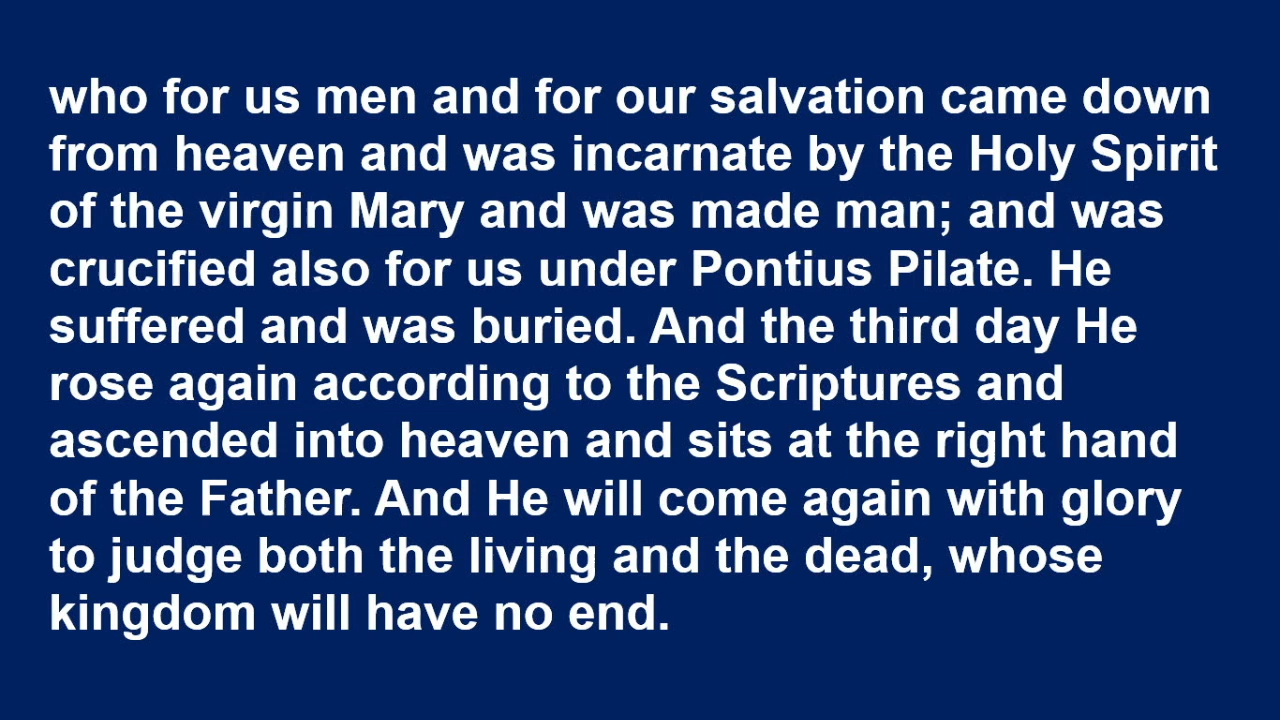 who for us men and for our salvation came down
from heaven and was incarnate by the Holy Spirit
of the virgin Mary and was made man; and was
crucified also for us under Pontius Pilate. He
suffered and was buried. And the third day He
rose again according to the Scriptures and
ascended into heaven and sits at the right hand
of the Father. And He will come again with glory
to judge both the living and the dead, whose
kingdom will have no end.